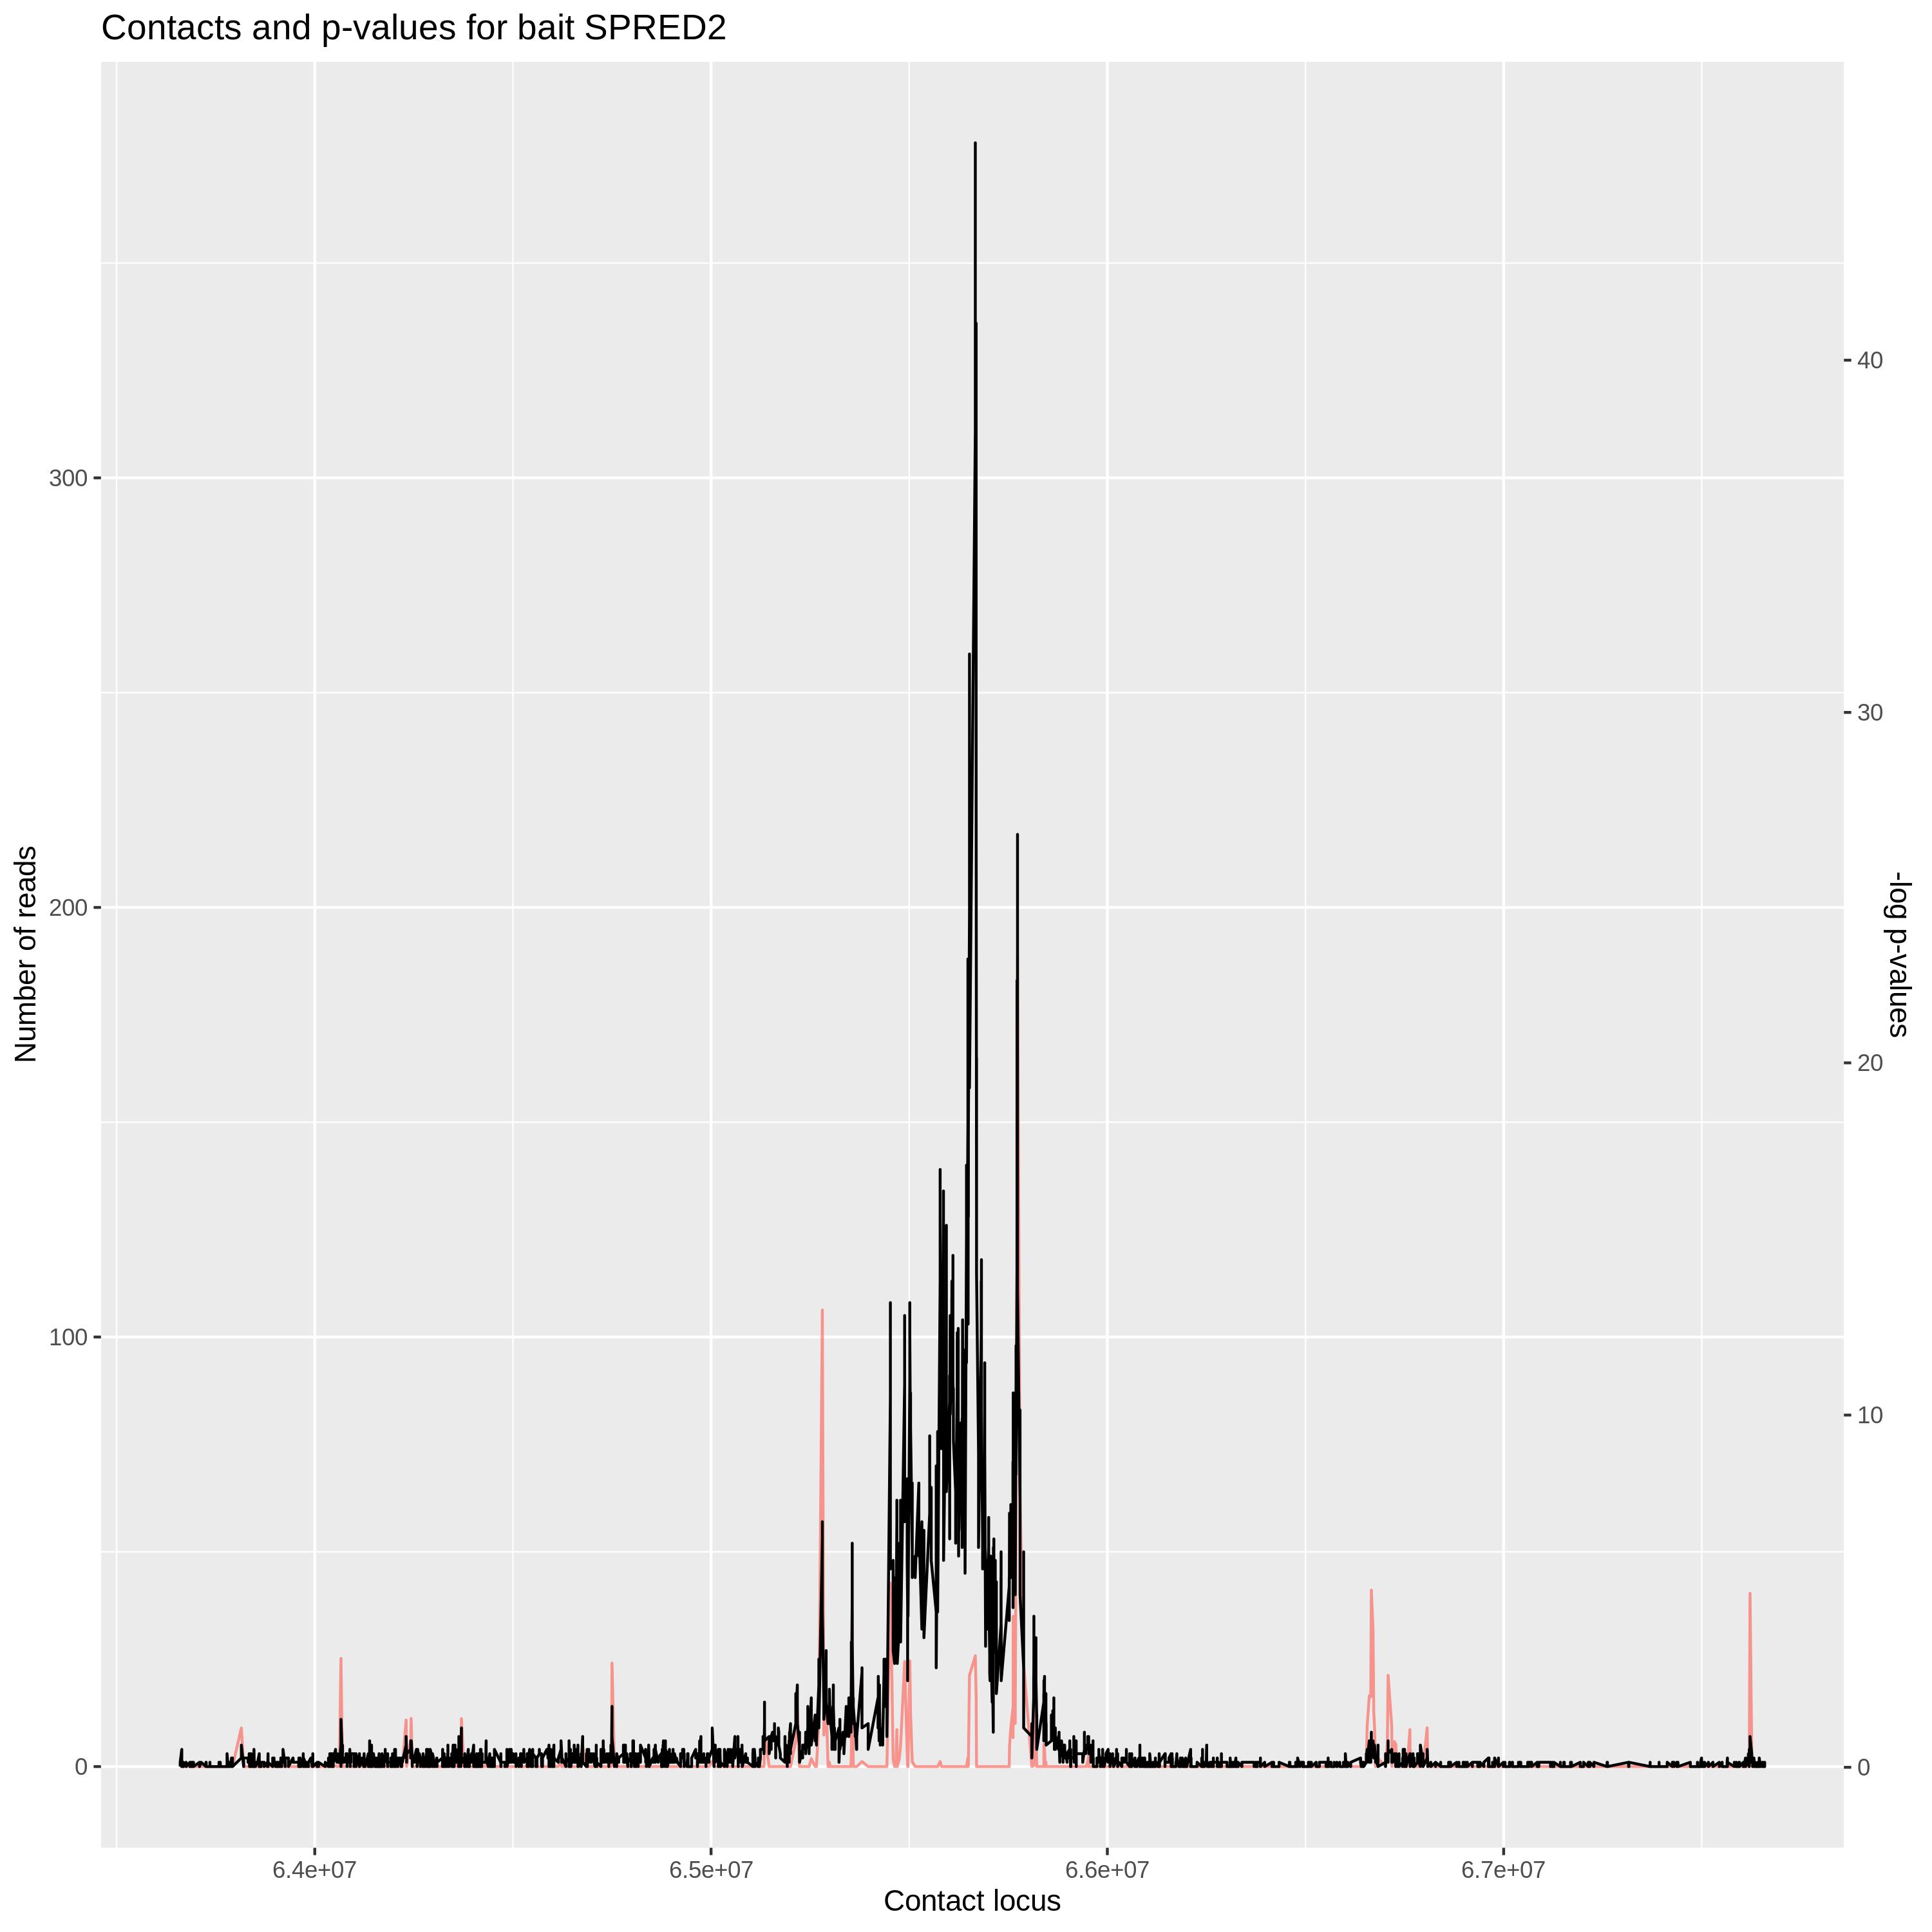 Contacts and p-values for bait SPRED2
300
200
100
0
Number of reads
40
30
20
10
0
-log p-values
6.4e+07
6.5e+07
6.6e+07
6.7e+07
Contact locus